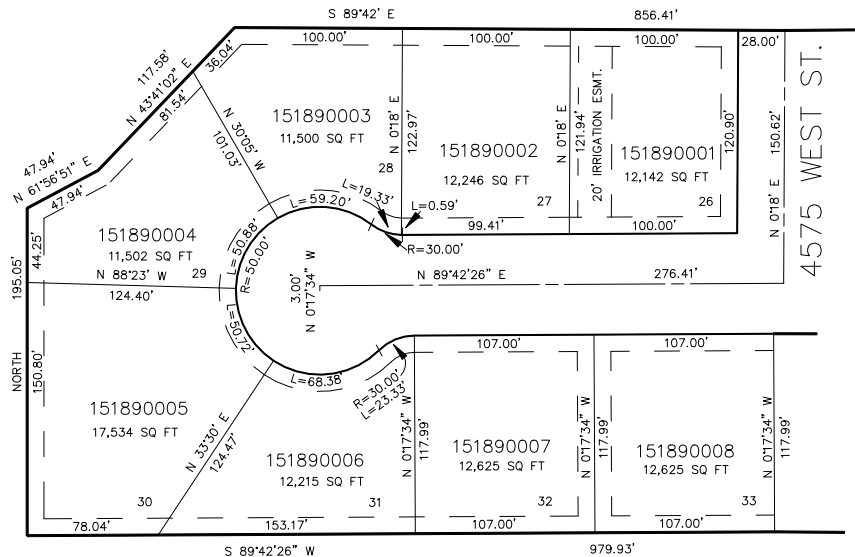 S 89°42' E
856.41'
117.58'
N 43°41'02" E
36.04'
81.54'
100.00'
100.00'
100.00'
28.00'
N 30°05' W
101.03'
151890003
11,500 SQ FT
28
N 0°18' E
122.97'
151890002
12,246 SQ FT
27
N 0°18' E
121.94'
20' IRRIGATION ESMT.
151890001
12,142 SQ FT
26
120.90'
N 0°18' E
150.62'
4575 WEST ST.
47.94'
N 61°56'51" E
47.94'
L=59.20'
L=19.33'
L=0.59'
99.41'
100.00'
R=30.00'
151890004
11,502 SQ FT
29
44.25'
195.05'
NORTH
150.80'
N 88°23' W
124.40'
L=50.88'
R=50.00'
L=50.72'
3.00'
N 0°17'34" W
N 89°42'26" E
276.41'
L=68.38'
R=30.00'
L=23.33'
107.00'
107.00'
151890005
17,534 SQ FT
30
N 33°30' E
124.47'
151890006
12,215 SQ FT
31
N 0°17'34" W
117.99'
151890007
12,625 SQ FT
32
N 0°17'34" W
117.99'
151890008
12,625 SQ FT
33
N 0°17'34" W
117.99'
78.04'
153.17'
107.00'
107.00'
S 89°42'26" W
979.93'